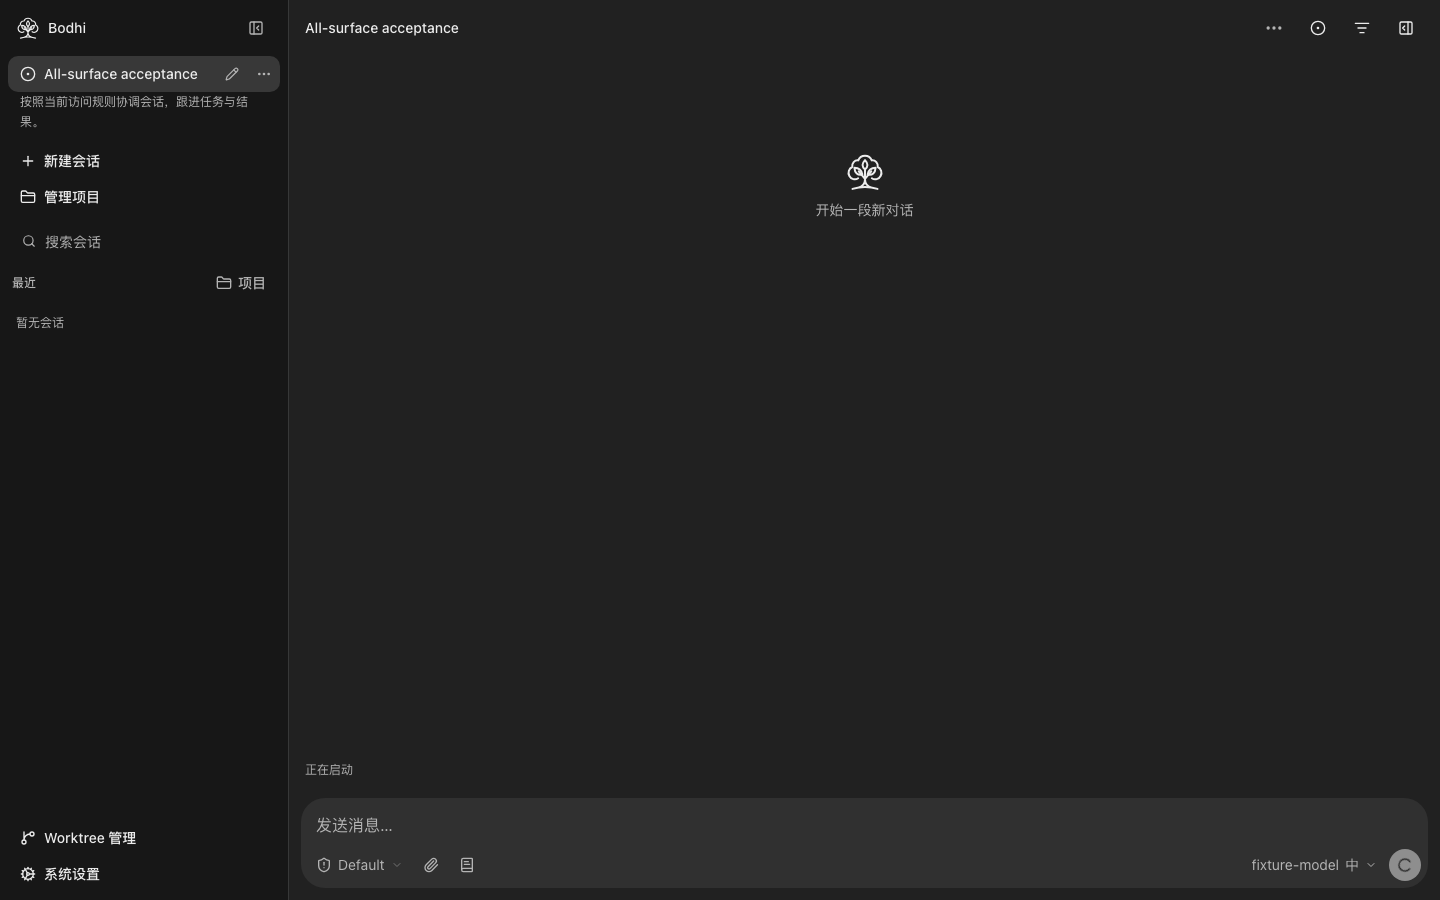 Bodhi
All-surface acceptance
按照当前访问规则协调会话，跟进任务与结
果。
新建会话
管理项目
搜索会话
最近
项目
暂无会话
Worktree 管理
系统设置
All-surface acceptance
开始一段新对话
正在启动
发送消息...
Default
fixture-model 中